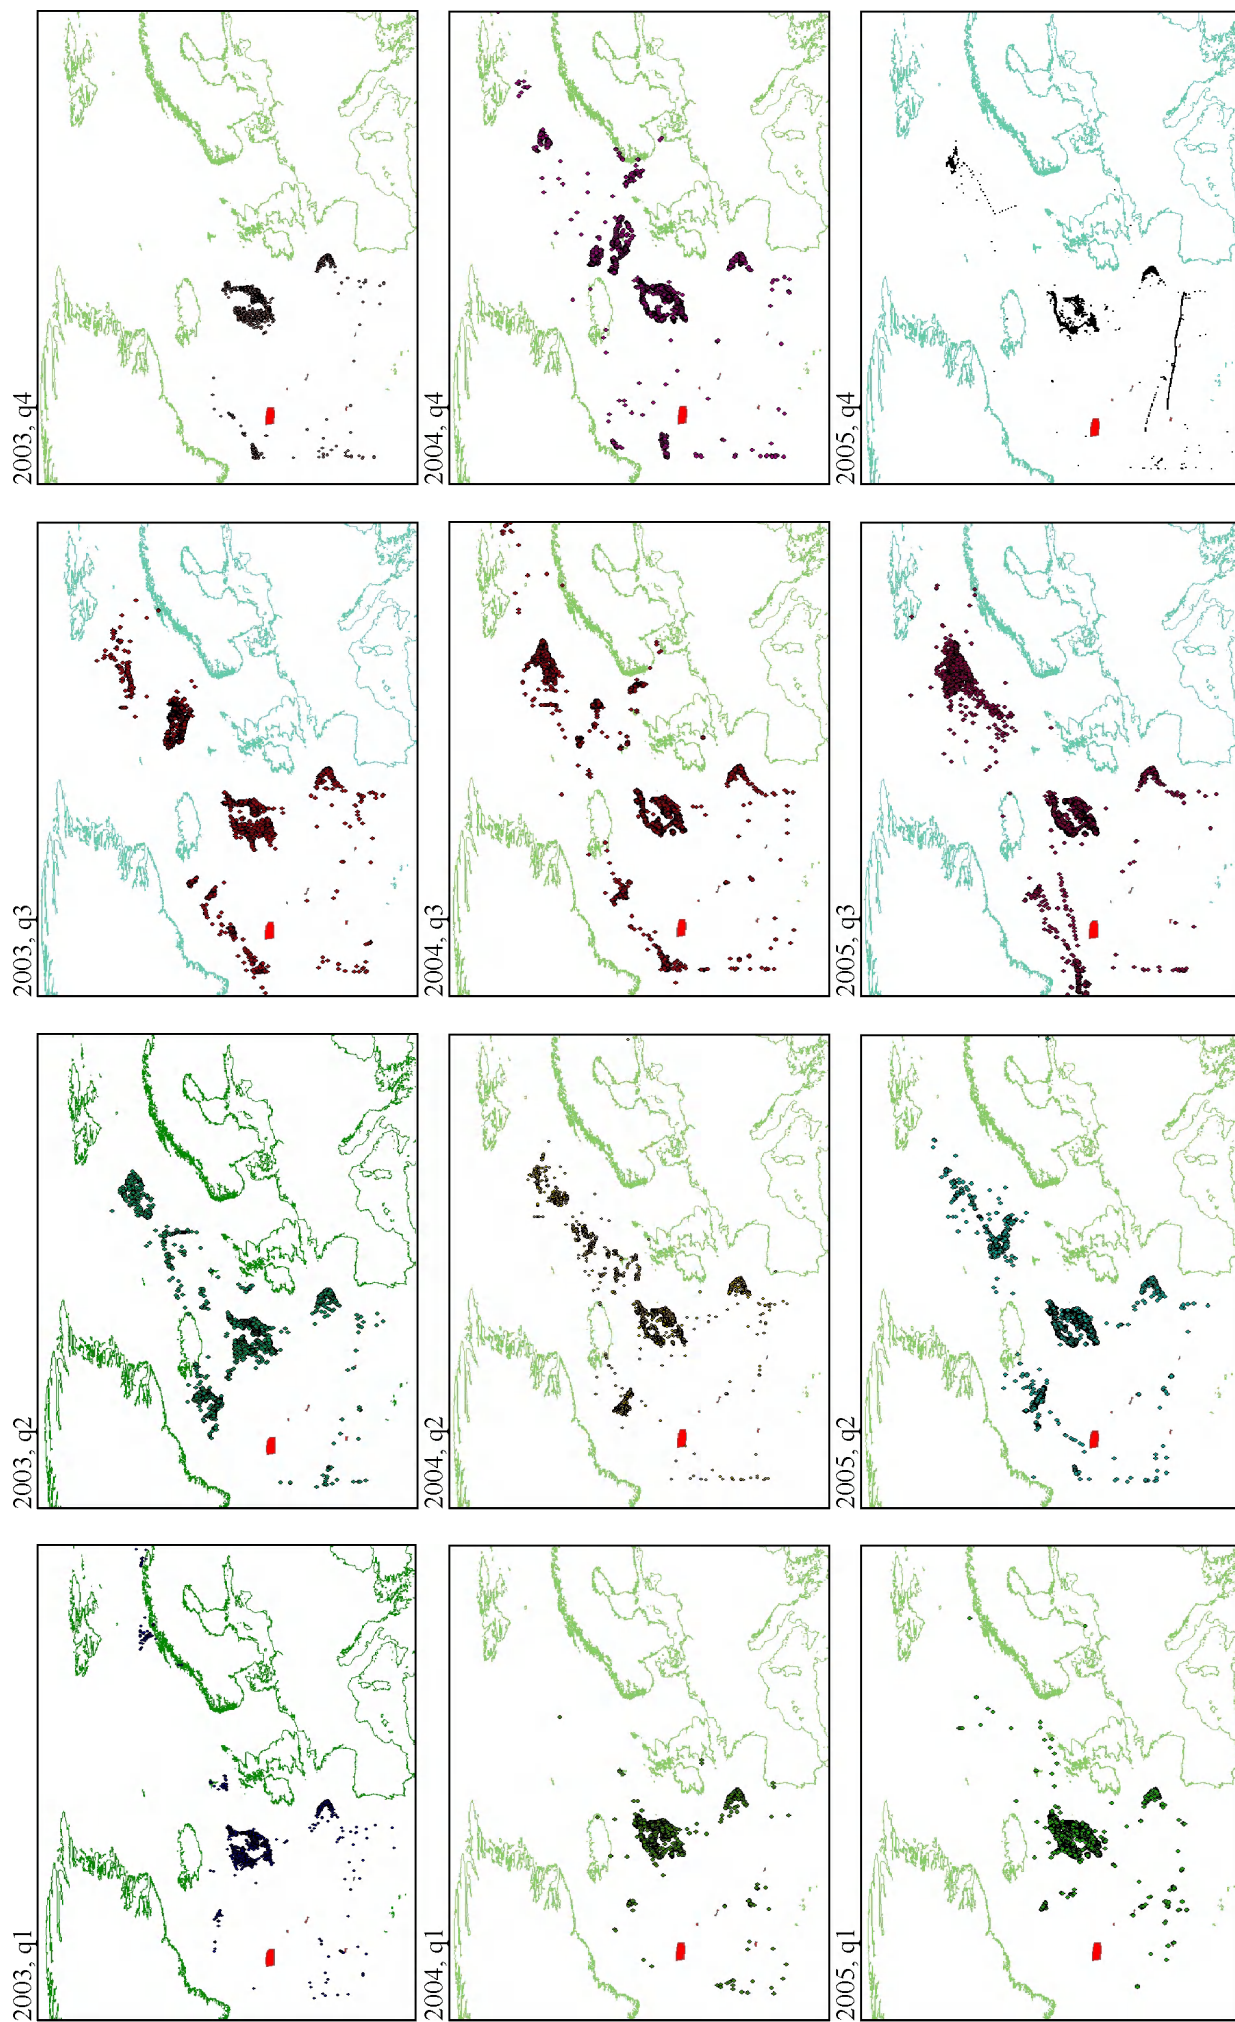 2003, q1
2003, q2
2003, q3
2003, q4
2004, q1
2004, q2
2004, q3
2004, q4
2005, q1
2005, q2
2005, q3
2005, q4